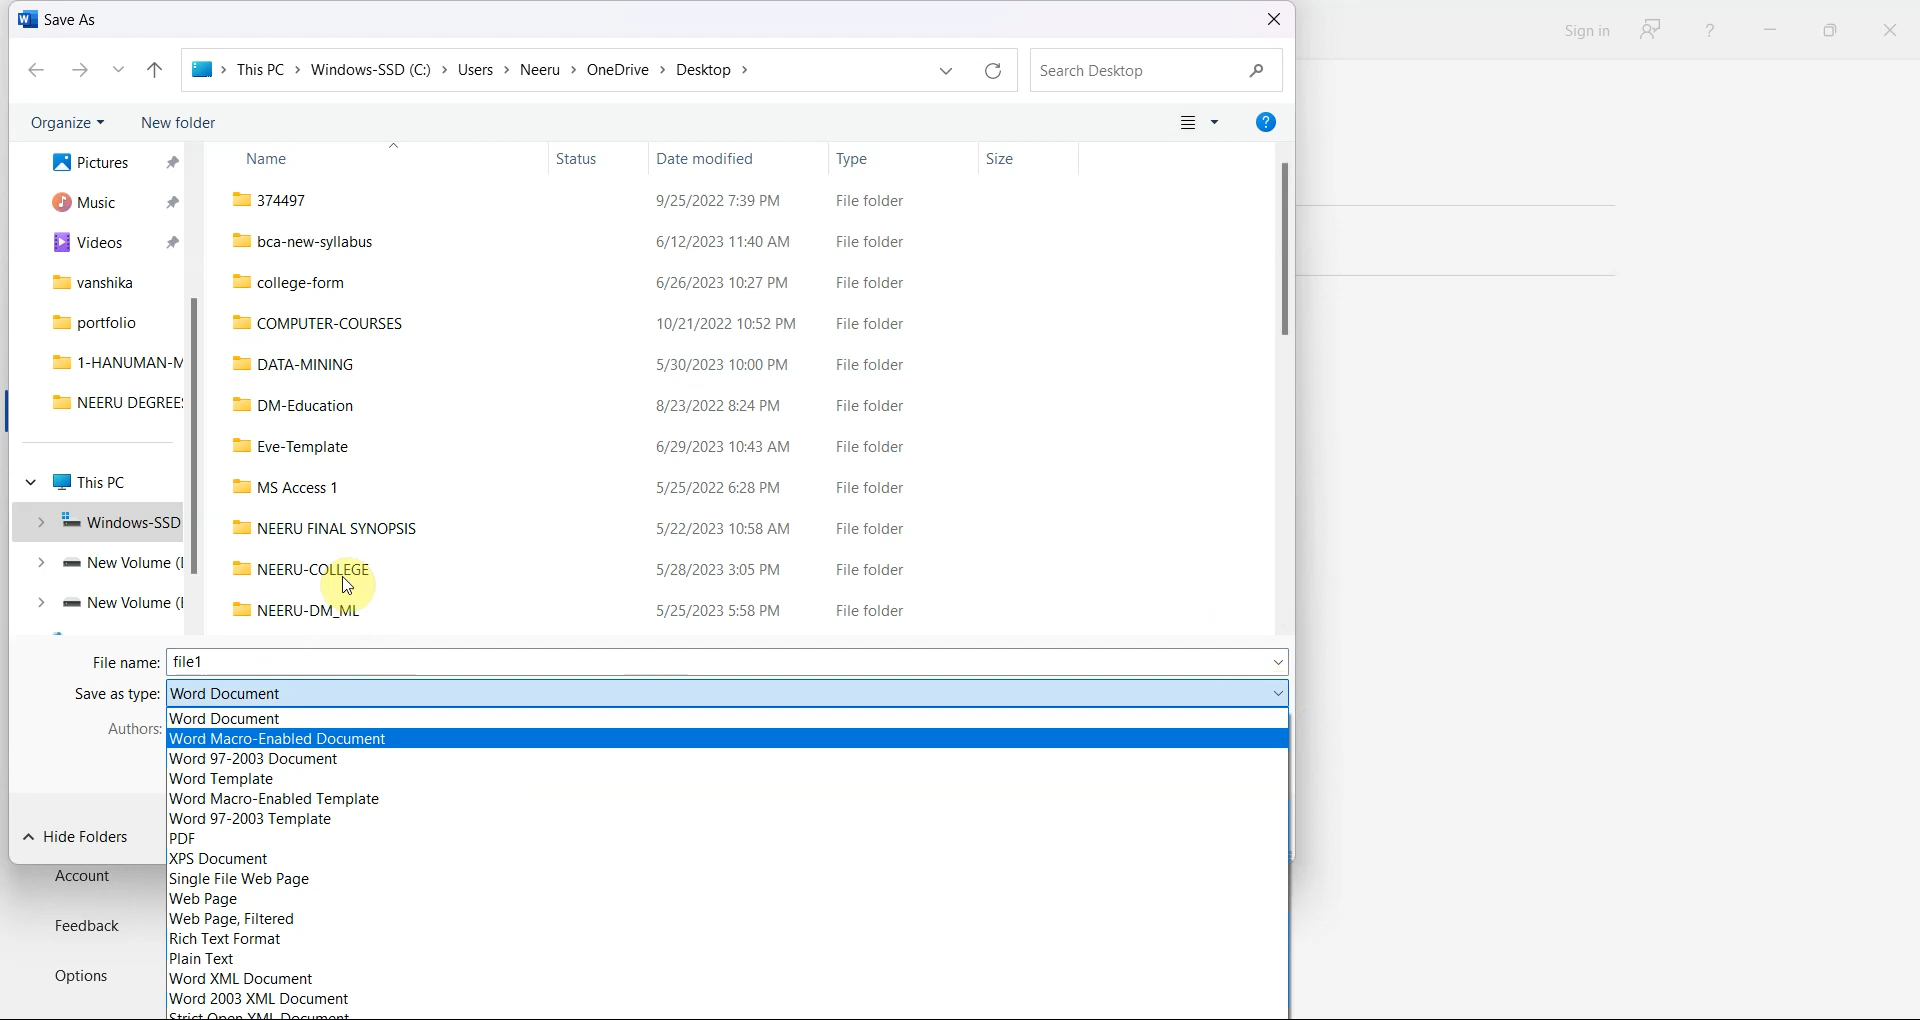 Save As
Sign in
?
This PC > Windows-SSD (C:) > Users > Neeru > OneDrive > Desktop >
Search Desktop
Organize
New folder
?
Pictures
Music
Videos
vanshika
portfolio
1-HANUMAN-M
NEERU DEGREE
This PC
Windows-SSD
New Volume (
New Volume (
Name Status Date modified Type Size
374497 9/25/2022 7:39 PM File folder
bca-new-syllabus 6/12/2023 11:40 AM File folder
college-form 6/26/2023 10:27 PM File folder
COMPUTER-COURSES 10/21/2022 10:52 PM File folder
DATA-MINING 5/30/2023 10:00 PM File folder
DM-Education 8/23/2022 8:24 PM File folder
Eve-Template 6/29/2023 10:43 AM File folder
MS Access 1 5/25/2022 6:28 PM File folder
NEERU FINAL SYNOPSIS 5/22/2023 10:58 AM File folder
NEERU-COLLEGE 5/28/2023 3:05 PM File folder
NEERU-DM_ML 5/25/2023 5:58 PM File folder
File name: file1
Save as type: Word Document
Authors:
Word Document
Word Macro-Enabled Document
Word 97-2003 Document
Word Template
Word Macro-Enabled Template
Word 97-2003 Template
PDF
XPS Document
Single File Web Page
Web Page
Web Page, Filtered
Rich Text Format
Plain Text
Word XML Document
Word 2003 XML Document
Strict Open XML Document
Hide Folders
Account
Feedback
Options